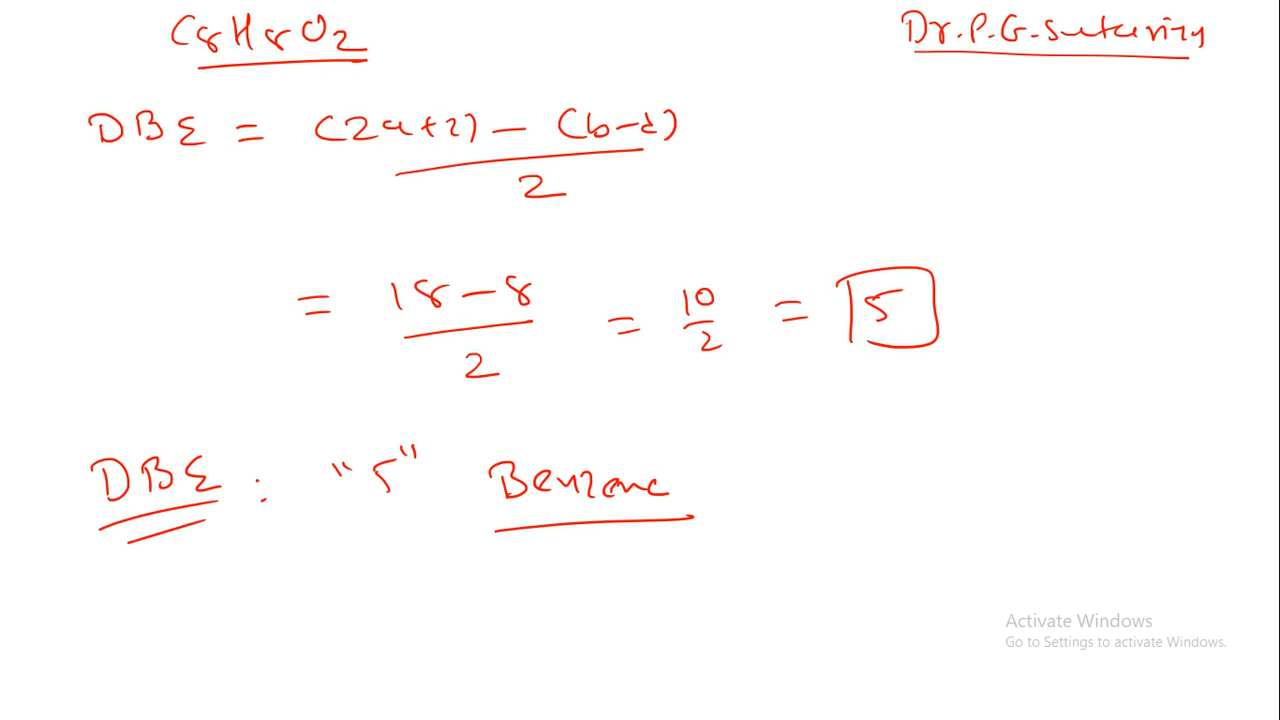 C8H8O2
Dr. P. G.
DBE = (2a+2) - (b-d)
2
= 18-8 = 10 = 5
2 2
DBE : "5" Benzene
Activate Windows
Go to Settings to activate Windows.